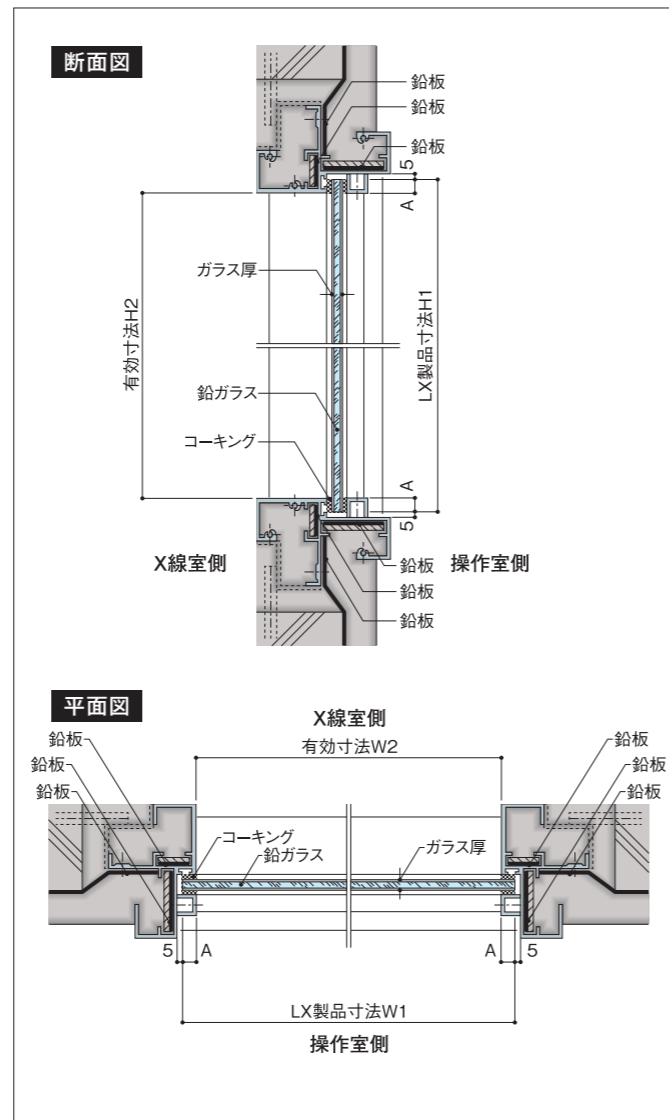 断面図
鉛板
鉛板
鉛板
5
A
ガラス厚
有効寸法H2
LX製品寸法H1
鉛ガラス
コーキング
A
5
X線室側
鉛板
操作室側
鉛板
鉛板
平面図
X線室側
有効寸法W2
鉛板
鉛板
鉛板
鉛板
鉛板
鉛板
コーキング
鉛ガラス
ガラス厚
5
A
A
5
LX製品寸法W1
操作室側